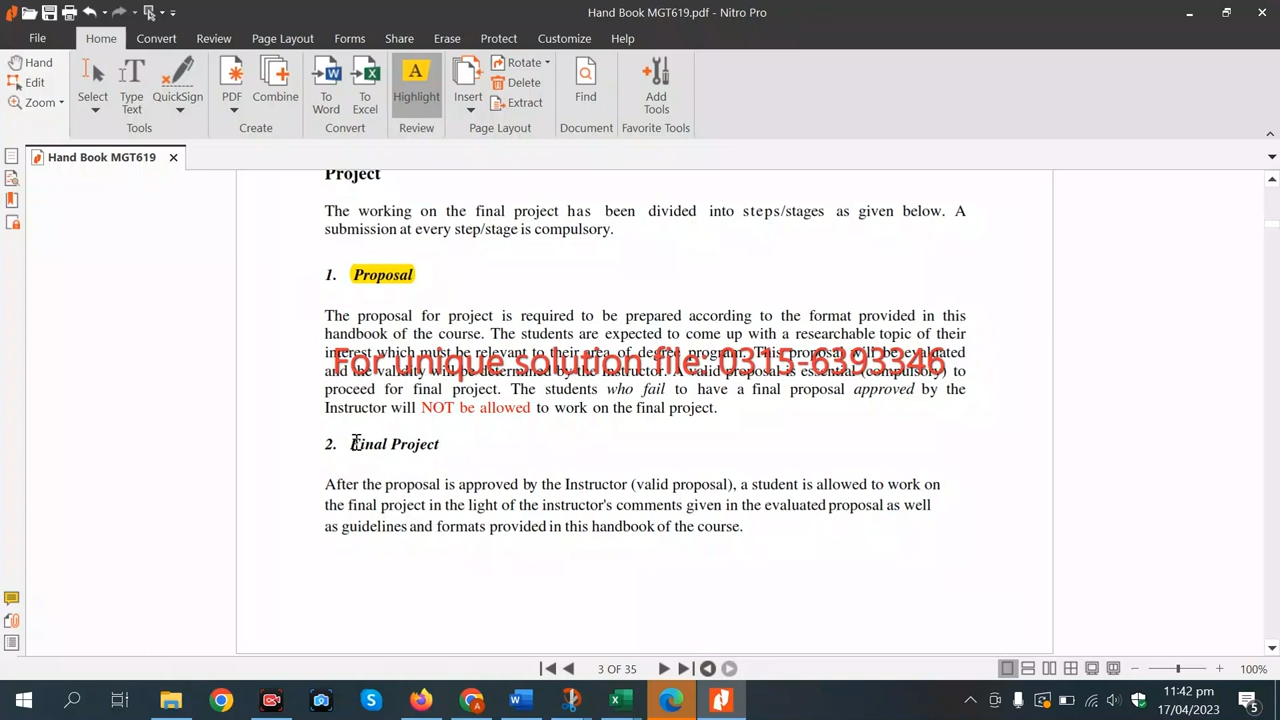 Hand Book MGT619.pdf - Nitro Pro
File Home Convert Review Page Layout Forms Share Erase Protect Customize Help
Hand
Edit
Zoom
Select
Type Text
QuickSign
Tools
PDF
Combine
Create
To Word
To Excel
Convert
A
Highlight
Review
Insert
Rotate
Delete
Extract
Page Layout
Find
Document
Add Tools
Favorite Tools
Hand Book MGT619
Project
The working on the final project has been divided into steps/stages as given below. A
submission at every step/stage is compulsory.
1. Proposal
The proposal for project is required to be prepared according to the format provided in this
handbook of the course. The students are expected to come up with a researchable topic of their
interest which must be relevant to their area of degree program. This proposal will be evaluated
For unique solution file: 0315-6393346
and the validity will be determined by the instructor. A valid proposal is essential (compulsory) to
proceed for final project. The students who fail to have a final proposal approved by the
Instructor will NOT be allowed to work on the final project.
2. Final Project
After the proposal is approved by the Instructor (valid proposal), a student is allowed to work on
the final project in the light of the instructor's comments given in the evaluated proposal as well
as guidelines and formats provided in this handbook of the course.
3 OF 35
100%
11:42 pm
17/04/2023
5